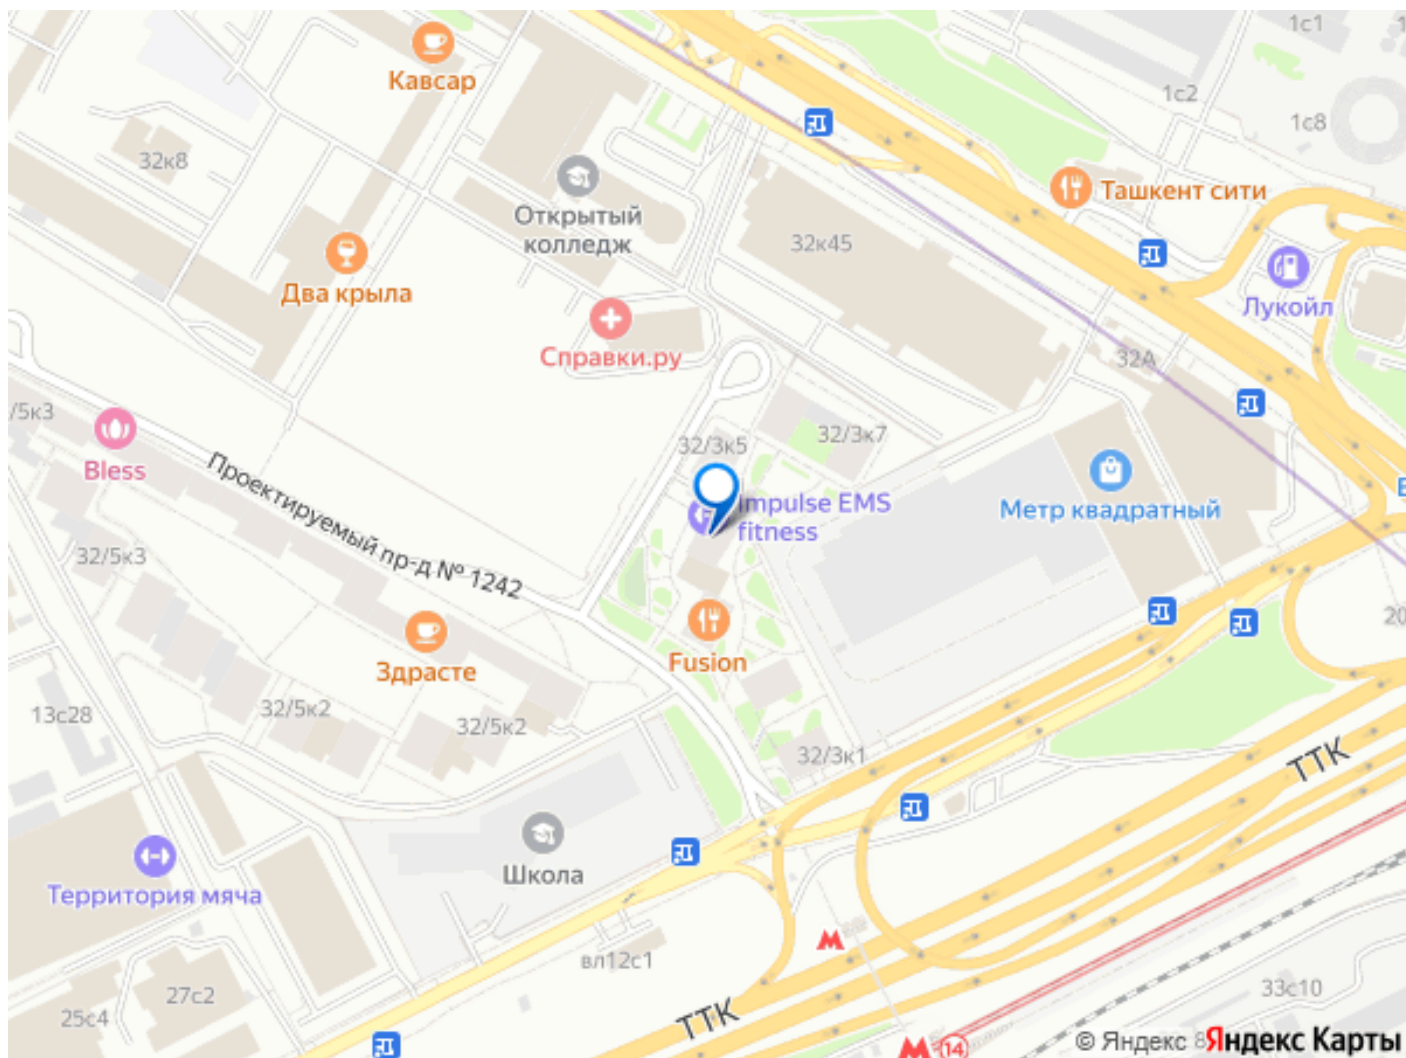 1с1
Кавсар
1с2
1с8
32к8
Ташкент сити
Открытый
колледж
32к45
Два крыла
Лукойл
Справки.ру
32А
/5к3
32/3к5
32/3к7
Bless
Проектируемый пр-д № 1242
Метр квадратный
Impulse EMS
fitness
32/5к3
20
Fusion
Здрасте
13с28
32/5к2
32/5к2
32/3к1
ТТК
Школа
Территория мяча
вл12с1
27с2
33с10
25с4
ТТК
14
© Яндекс
Яндекс Карты